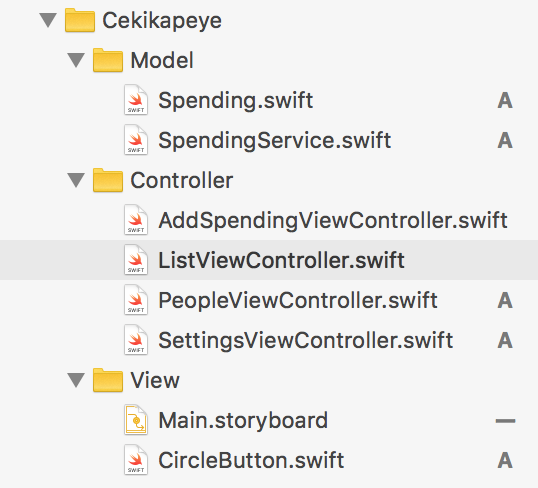 Cekikapeye
Model
Spending.swift A
SpendingService.swift A
Controller
AddSpendingViewController.swift
ListViewController.swift
PeopleViewController.swift A
SettingsViewController.swift A
View
Main.storyboard —
CircleButton.swift A